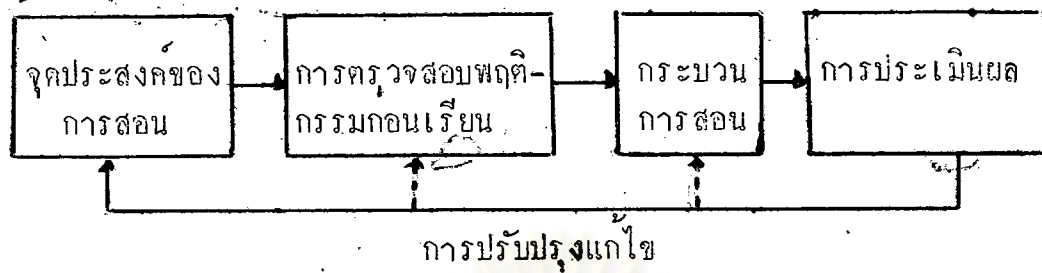 จุดประสงค์ของ
การสอน
การตรวจสอบพฤติ-
กรรมกอนเรียน
กระบวน
การสอน
การประเมินผล
การปรับปรุงแก้ไข